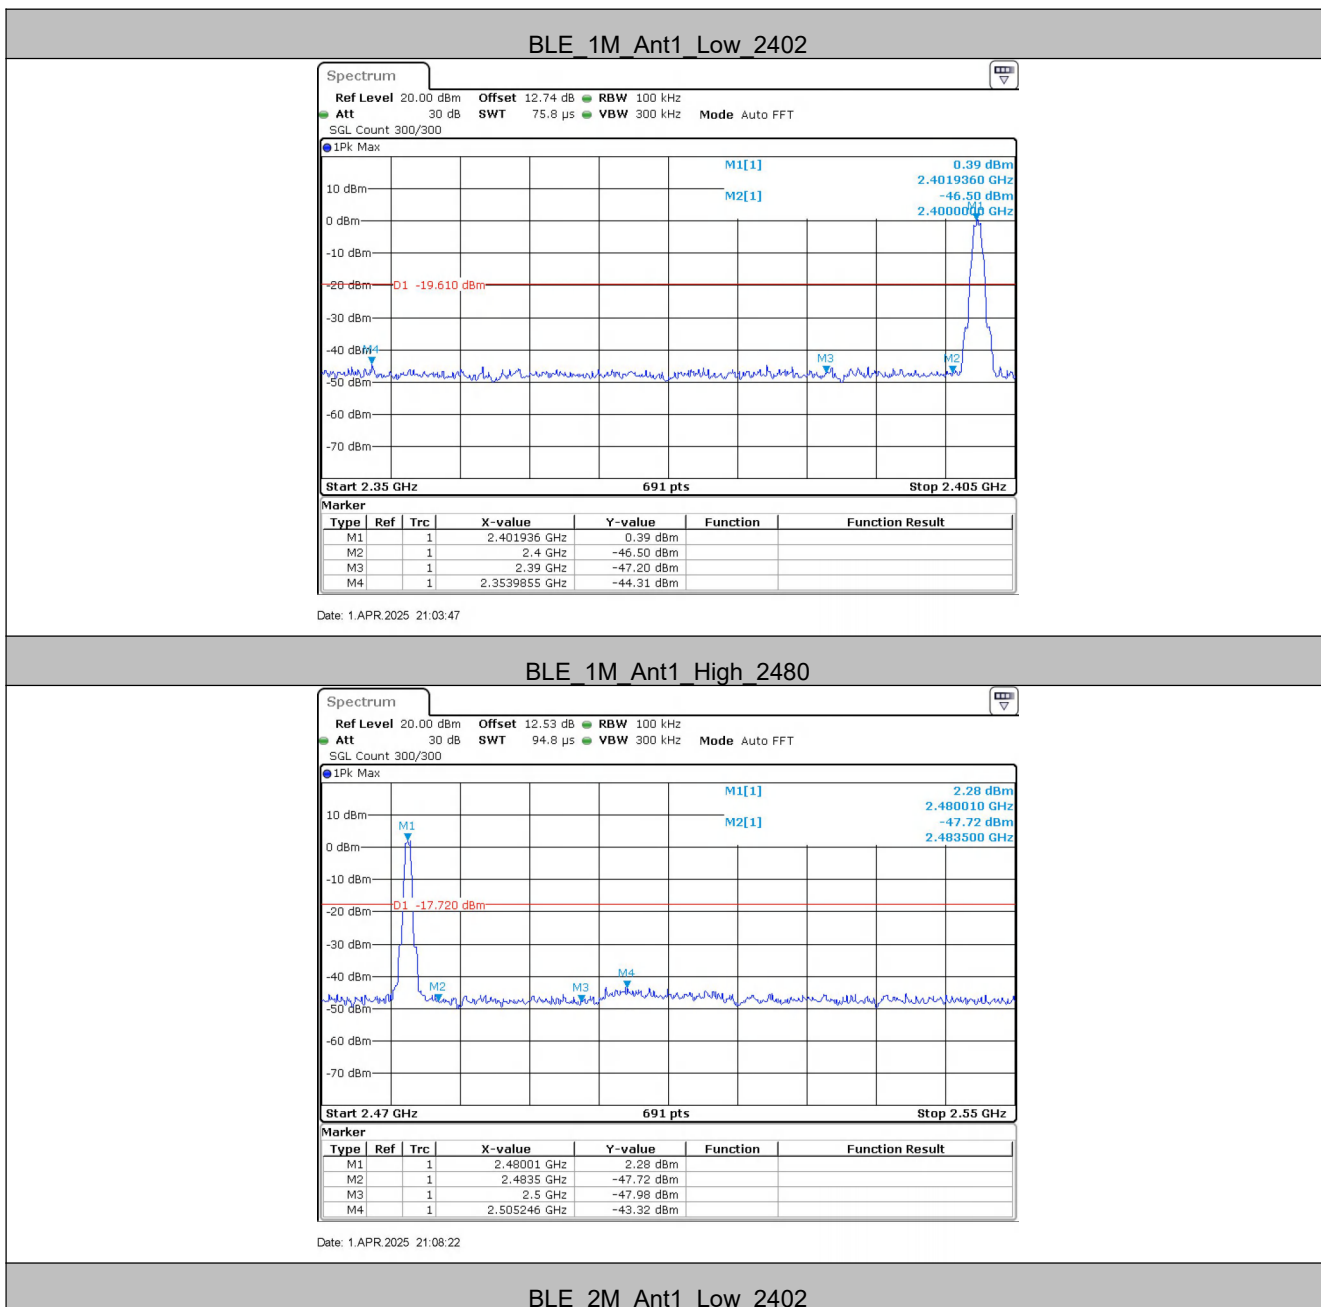 BLE_1M_Ant1_Low_2402
Spectrum
Ref Level 20.00 dBm Offset 12.74 dB RBW 100 kHz
Att 30 dB SWT 75.8 µs VBW 300 kHz Mode Auto FFT
SGL Count 300/300
1Pk Max
M1[1] 0.39 dBm
2.4019360 GHz
M2[1] -46.50 dBm
2.4000000 GHz
M1
10 dBm
0 dBm
-10 dBm
-20 dBm
D1 -19.610 dBm
-30 dBm
-40 dBm
M4
M3
M2
-50 dBm
-60 dBm
-70 dBm
Start 2.35 GHz 691 pts Stop 2.405 GHz
Marker
Type Ref Trc X-value Y-value Function Function Result
M1 1 2.401936 GHz 0.39 dBm
M2 1 2.4 GHz -46.50 dBm
M3 1 2.39 GHz -47.20 dBm
M4 1 2.3539855 GHz -44.31 dBm
Date: 1.APR.2025 21:03:47
BLE_1M_Ant1_High_2480
Spectrum
Ref Level 20.00 dBm Offset 12.53 dB RBW 100 kHz
Att 30 dB SWT 94.8 µs VBW 300 kHz Mode Auto FFT
SGL Count 300/300
1Pk Max
M1[1] 2.28 dBm
2.480010 GHz
M2[1] -47.72 dBm
2.483500 GHz
10 dBm
M1
0 dBm
-10 dBm
D1 -17.720 dBm
-20 dBm
-30 dBm
-40 dBm
M4
M2
M3
-50 dBm
-60 dBm
-70 dBm
Start 2.47 GHz 691 pts Stop 2.55 GHz
Marker
Type Ref Trc X-value Y-value Function Function Result
M1 1 2.48001 GHz 2.28 dBm
M2 1 2.4835 GHz -47.72 dBm
M3 1 2.5 GHz -47.98 dBm
M4 1 2.505246 GHz -43.32 dBm
Date: 1.APR.2025 21:08:22
BLE_2M_Ant1_Low_2402